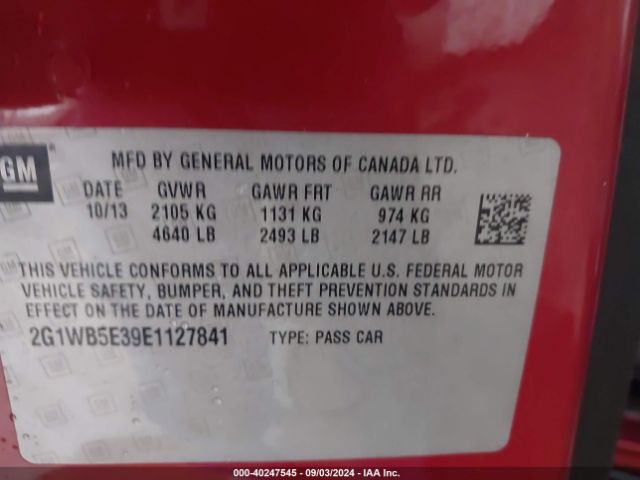 GM
MFD BY GENERAL MOTORS OF CANADA LTD.
DATE GVWR GAWR FRT GAWR RR
10/13 2105 KG 1131 KG 974 KG
4640 LB 2493 LB 2147 LB
THIS VEHICLE CONFORMS TO ALL APPLICABLE U.S. FEDERAL MOTOR
VEHICLE SAFETY, BUMPER, AND THEFT PREVENTION STANDARDS IN
EFFECT ON THE DATE OF MANUFACTURE SHOWN ABOVE.
2G1WB5E39E1127841 TYPE: PASS CAR
000-40247545 - 09/03/2024 - IAA Inc.